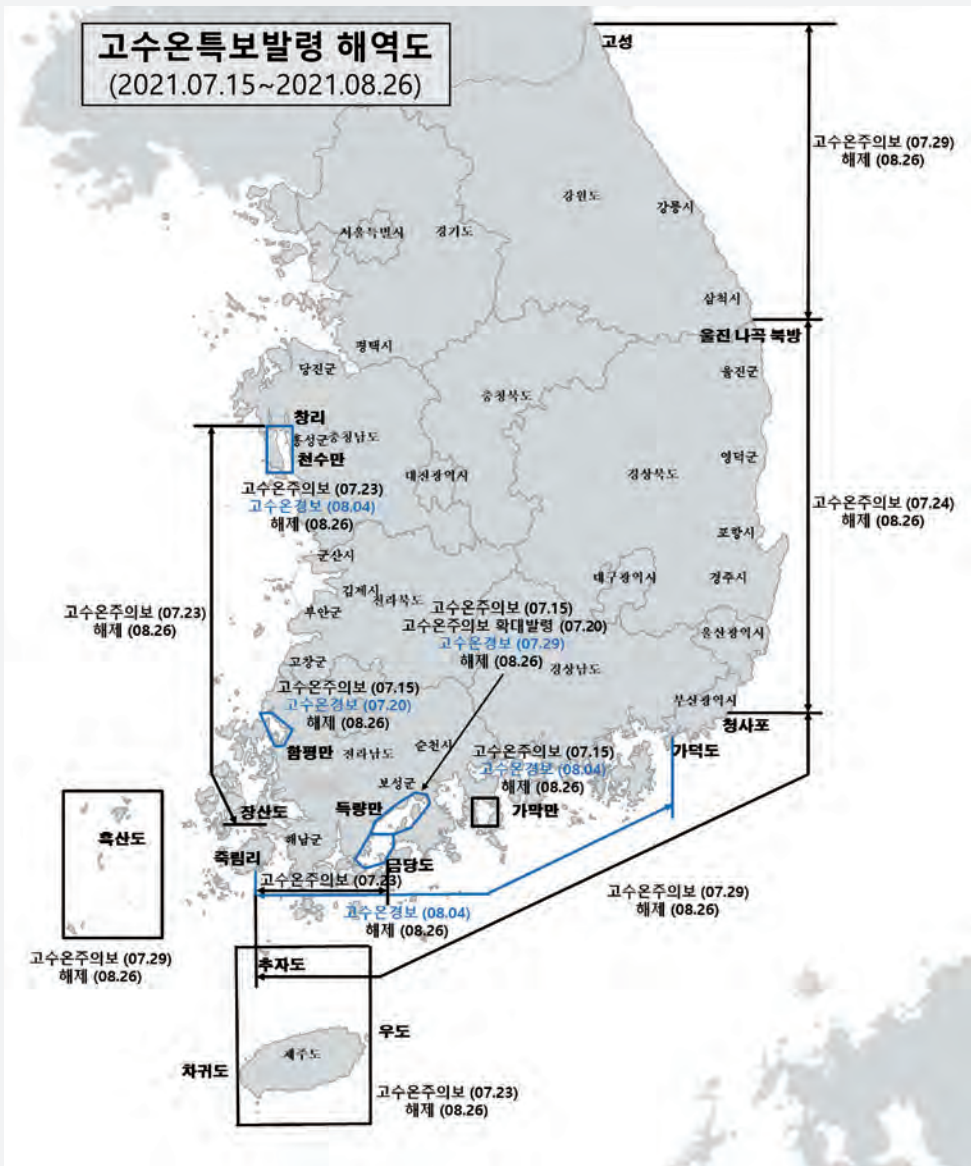 고수온특보발령 해역도
(2021.07.15~2021.08.26)
고성
고수온주의보 (07.29)
해제 (08.26)
강원도
강릉시
서울특별시
경기도
삼척시
울진 나곡 북방
평택시
당진군
울진군
충청북도
창리
홍성군
충청남도
천수만
대전광역시
경상북도
영덕군
고수온주의보 (07.23)
고수온경보 (08.04)
해제 (08.26)
고수온주의보 (07.24)
해제 (08.26)
포항시
군산시
대구광역시
경주시
김제시
전라북도
부안군
고수온주의보 (07.23)
해제 (08.26)
고수온주의보 (07.15)
고수온주의보 확대발령 (07.20)
고수온경보 (07.29)
해제 (08.26)
울산광역시
고창군
경상남도
고수온주의보 (07.15)
고수온경보 (07.20)
해제 (08.26)
부산광역시
청사포
함평만
전라남도
순천시
가덕도
고수온주의보 (07.15)
고수온경보 (08.04)
해제 (08.26)
보성군
득량만
가막만
장산도
흑산도
해남군
죽림리
금당도
고수온주의보 (07.23)
고수온경보 (08.04)
해제 (08.26)
고수온주의보 (07.29)
해제 (08.26)
고수온주의보 (07.29)
해제 (08.26)
추자도
우도
제주도
차귀도
고수온주의보 (07.23)
해제 (08.26)